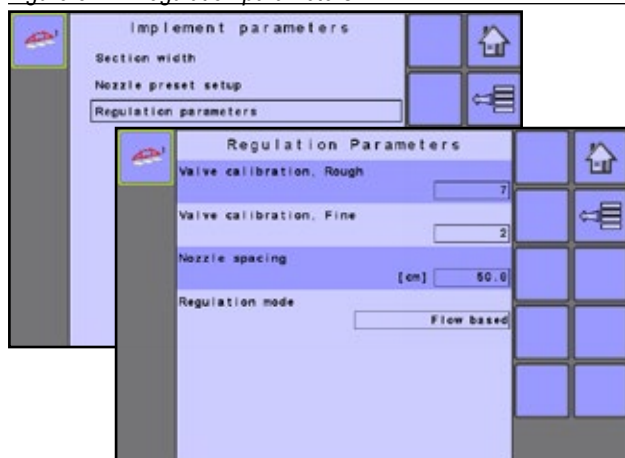 Implement parameters
Section width
Nozzle preset setup
Regulation parameters
Regulation Parameters
Valve calibration, Rough
7
Valve calibration, Fine
2
Nozzle spacing
[cm] 50.0
Regulation mode
Flow based